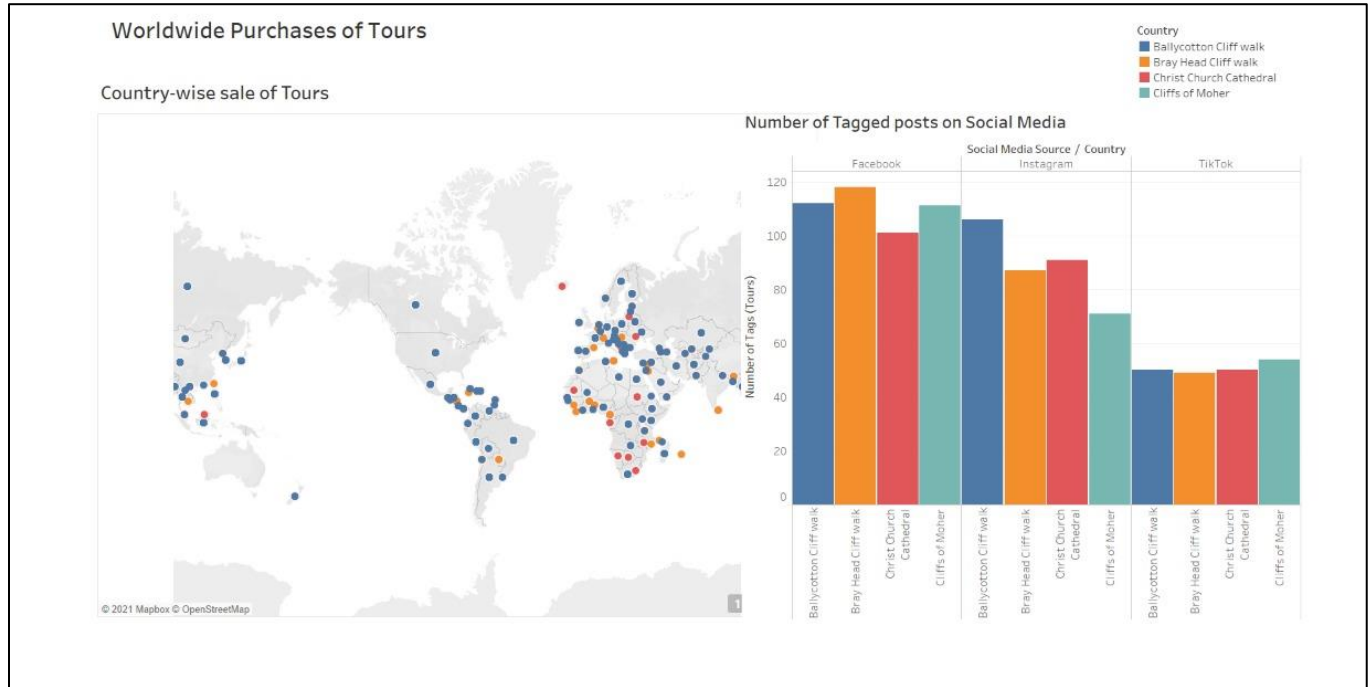 Worldwide Purchases of Tours
Country
Ballycotton Cliff walk
Bray Head Cliff walk
Christ Church Cathedral
Cliffs of Moher
Country-wise sale of Tours
© 2021 Mapbox © OpenStreetMap
1
Number of Tagged posts on Social Media
Social Media Source / Country
Facebook
Instagram
TikTok
Number of Tags (Tours)
120
100
80
60
40
20
0
Ballycotton Cliff walk
Bray Head Cliff walk
Christ Church
Cathedral
Cliffs of Moher
Ballycotton Cliff walk
Bray Head Cliff walk
Christ Church
Cathedral
Cliffs of Moher
Ballycotton Cliff walk
Bray Head Cliff walk
Christ Church
Cathedral
Cliffs of Moher